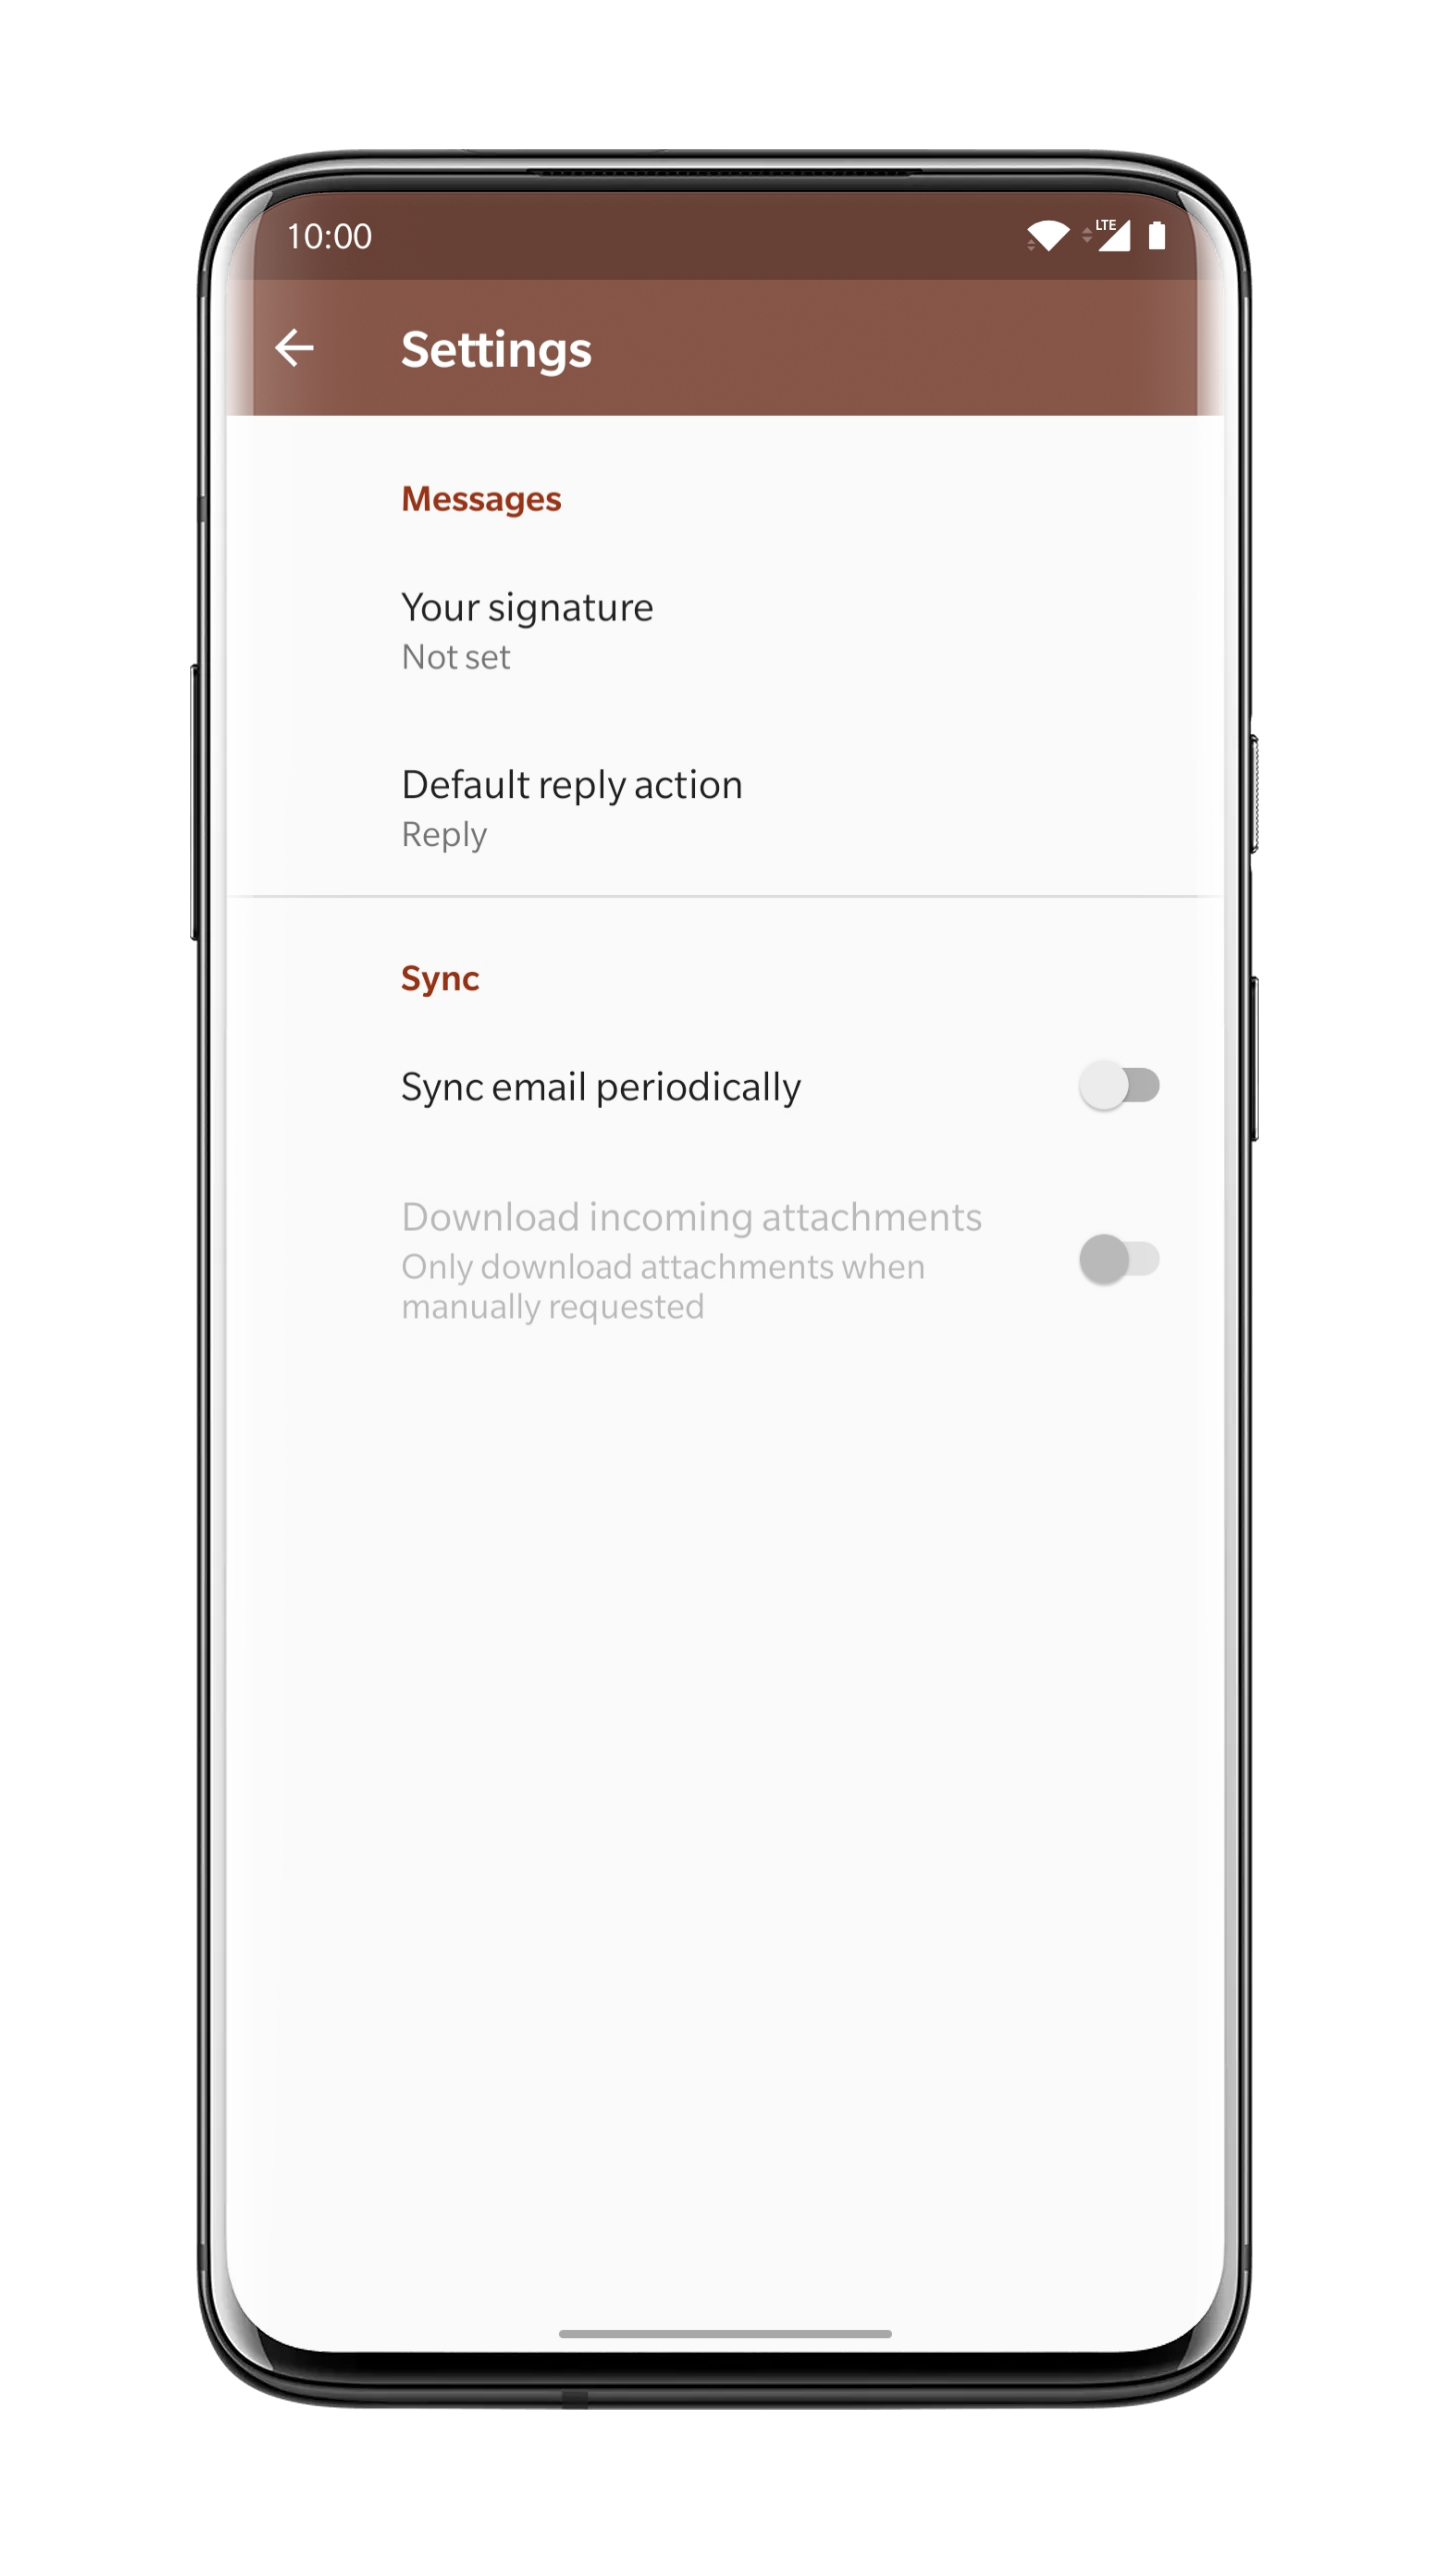 10:00
LTE
Settings
Messages
Your signature
Not set
Default reply action
Reply
Sync
Sync email periodically
Download incoming attachments
Only download attachments when
manually requested